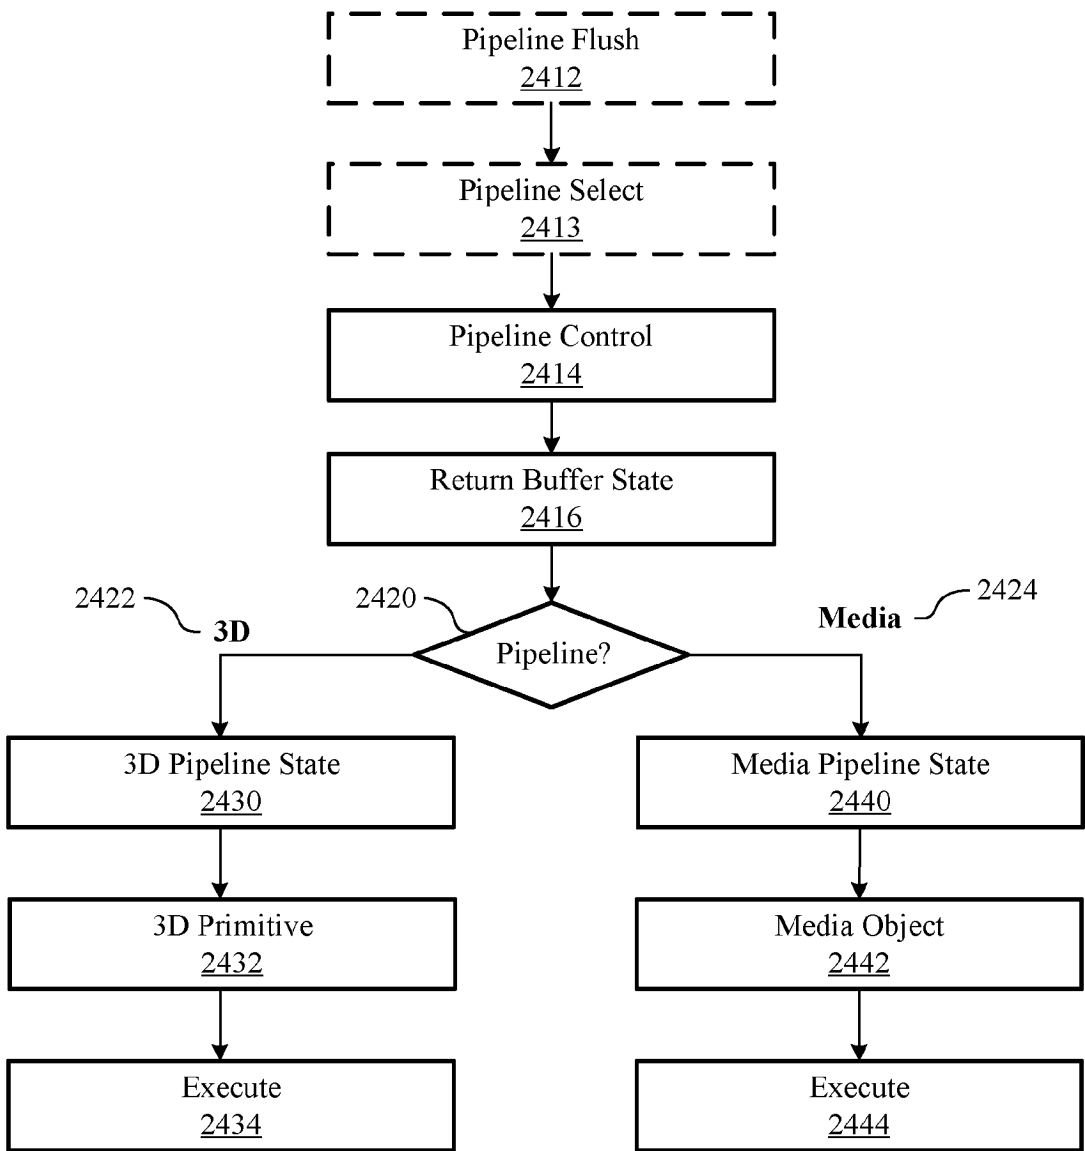 Pipeline Flush
2412
Pipeline Select
2413
Pipeline Control
2414
Return Buffer State
2416
2422
3D
2420
Pipeline?
Media
2424
3D Pipeline State
2430
3D Primitive
2432
Execute
2434
Media Pipeline State
2440
Media Object
2442
Execute
2444